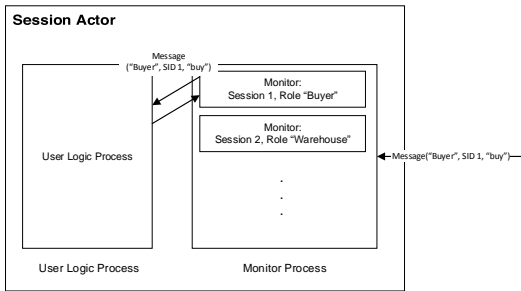 Session Actor
Message
("Buyer", SID 1, "buy")
Monitor:
Session 1, Role "Buyer"
Monitor:
Session 2, Role "Warehouse"
User Logic Process
Message("Buyer", SID 1, "buy")
.
.
.
User Logic Process
Monitor Process